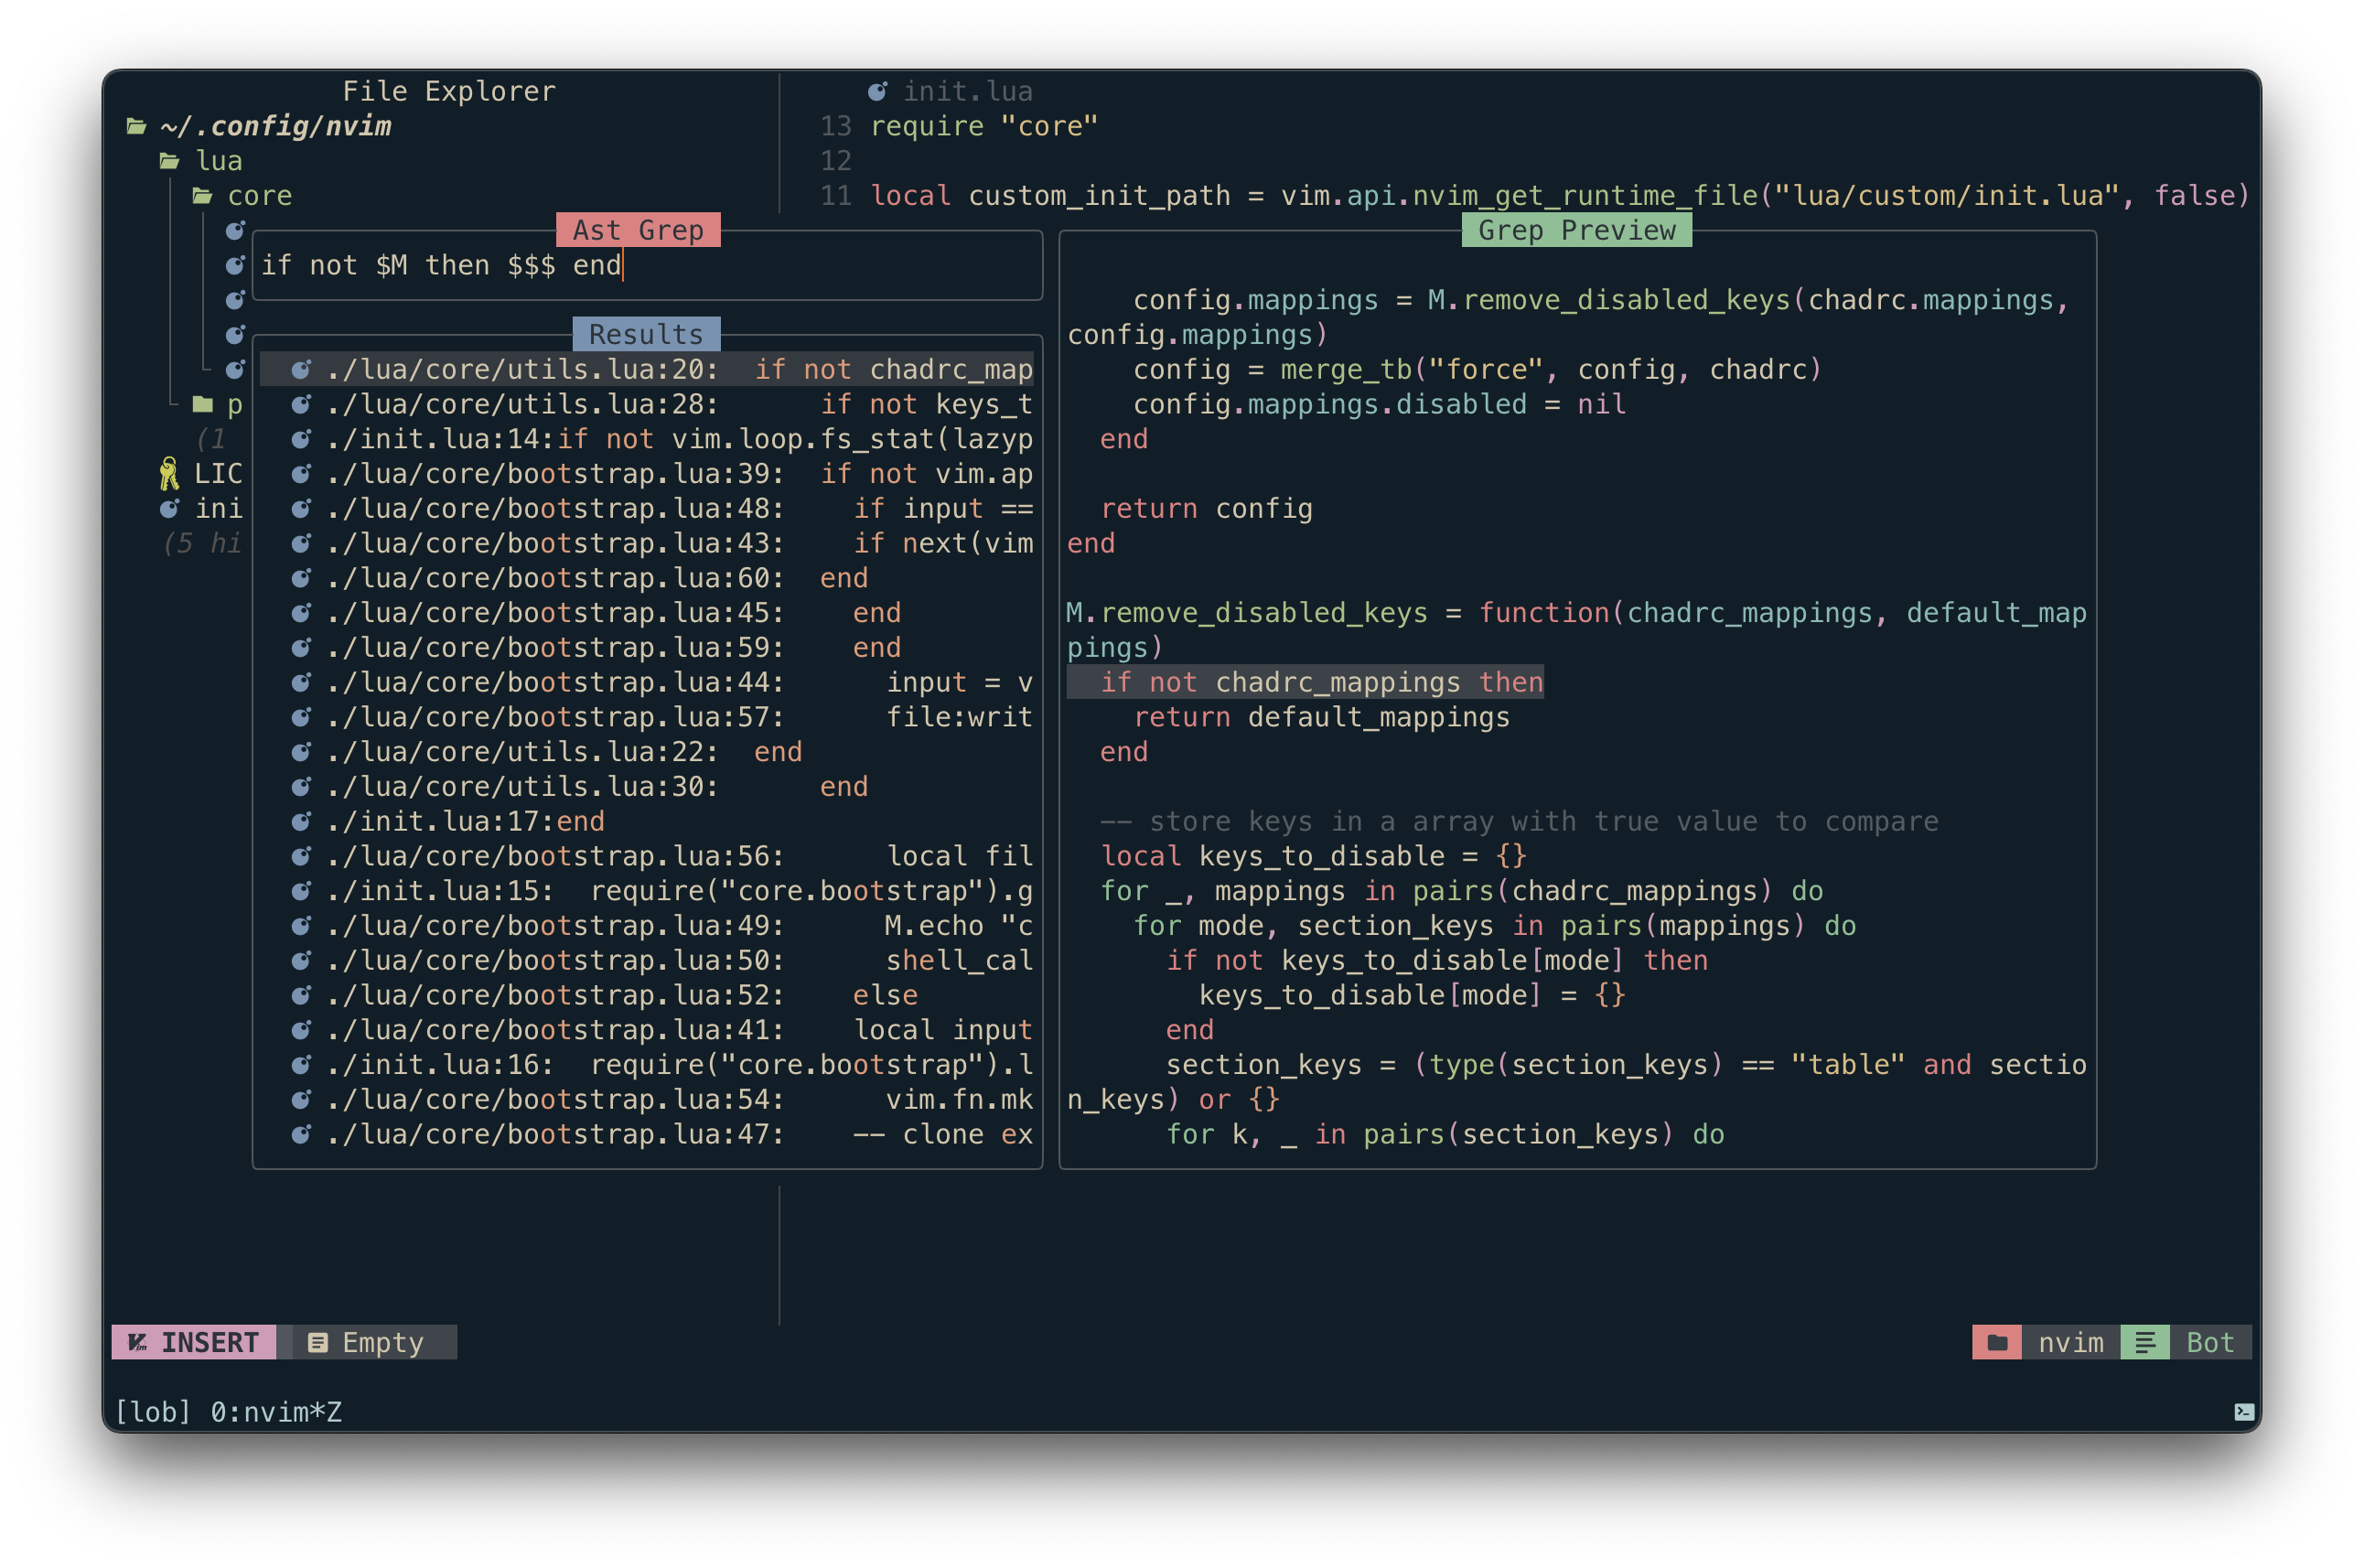 File Explorer
~/.config/nvim
lua
core
p
(1
LIC
ini
(5 hi
init.lua
13 require "core"
12
11 local custom_init_path = vim.api.nvim_get_runtime_file("lua/custom/init.lua", false)
Ast Grep
if not $M then $$$ end
Results
./lua/core/utils.lua:20:  if not chadrc_map
./lua/core/utils.lua:28:      if not keys_t
./init.lua:14:if not vim.loop.fs_stat(lazyp
./lua/core/bootstrap.lua:39:  if not vim.ap
./lua/core/bootstrap.lua:48:    if input ==
./lua/core/bootstrap.lua:43:    if next(vim
./lua/core/bootstrap.lua:60:  end
./lua/core/bootstrap.lua:45:    end
./lua/core/bootstrap.lua:59:    end
./lua/core/bootstrap.lua:44:      input = v
./lua/core/bootstrap.lua:57:      file:writ
./lua/core/utils.lua:22:  end
./lua/core/utils.lua:30:      end
./init.lua:17:end
./lua/core/bootstrap.lua:56:      local fil
./init.lua:15:  require("core.bootstrap").g
./lua/core/bootstrap.lua:49:      M.echo "c
./lua/core/bootstrap.lua:50:      shell_cal
./lua/core/bootstrap.lua:52:    else
./lua/core/bootstrap.lua:41:    local input
./init.lua:16:  require("core.bootstrap").l
./lua/core/bootstrap.lua:54:      vim.fn.mk
./lua/core/bootstrap.lua:47:    -- clone ex
Grep Preview
    config.mappings = M.remove_disabled_keys(chadrc.mappings,
config.mappings)
    config = merge_tb("force", config, chadrc)
    config.mappings.disabled = nil
  end
  return config
end
M.remove_disabled_keys = function(chadrc_mappings, default_map
pings)
  if not chadrc_mappings then
    return default_mappings
  end
  -- store keys in a array with true value to compare
  local keys_to_disable = {}
  for _, mappings in pairs(chadrc_mappings) do
    for mode, section_keys in pairs(mappings) do
      if not keys_to_disable[mode] then
        keys_to_disable[mode] = {}
      end
      section_keys = (type(section_keys) == "table" and sectio
n_keys) or {}
      for k, _ in pairs(section_keys) do
INSERT Empty
nvim Bot
[lob] 0:nvim*Z